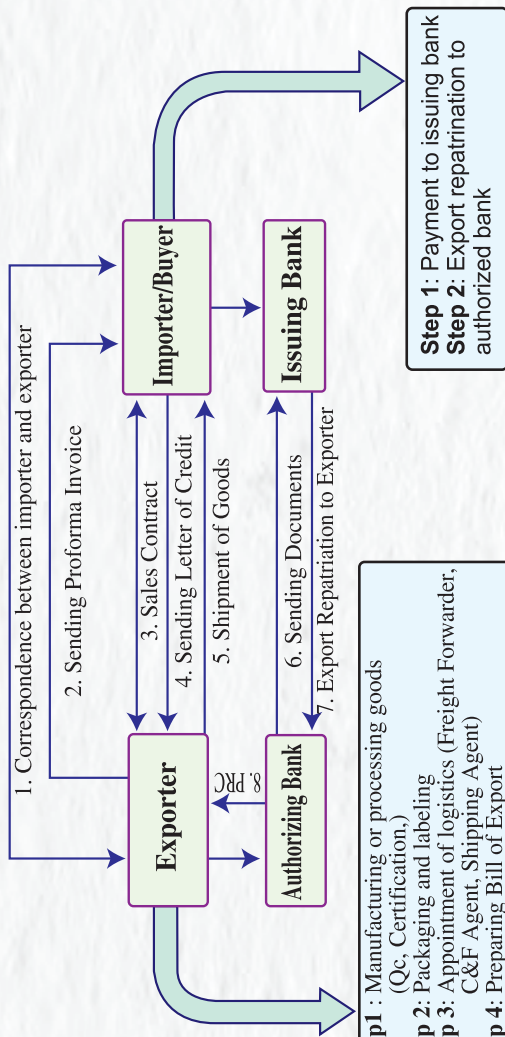 1. Correspondence between importer and exporter
2. Sending Proforma Invoice
Exporter
Importer/Buyer
3. Sales Contract
4. Sending Letter of Credit
5. Shipment of Goods
8. PRC
Authorizing Bank
Issuing Bank
6. Sending Documents
7. Export Repatriation to Exporter
p1 : Manufacturing or processing goods
(Qc, Certification,)
p 2: Packaging and labeling
p 3: Appointment of logistics (Freight Forwarder,
C&F Agent, Shipping Agent)
p 4: Preparing Bill of Export
Step 1: Payment to issuing bank
Step 2: Export repatrination to
authorized bank